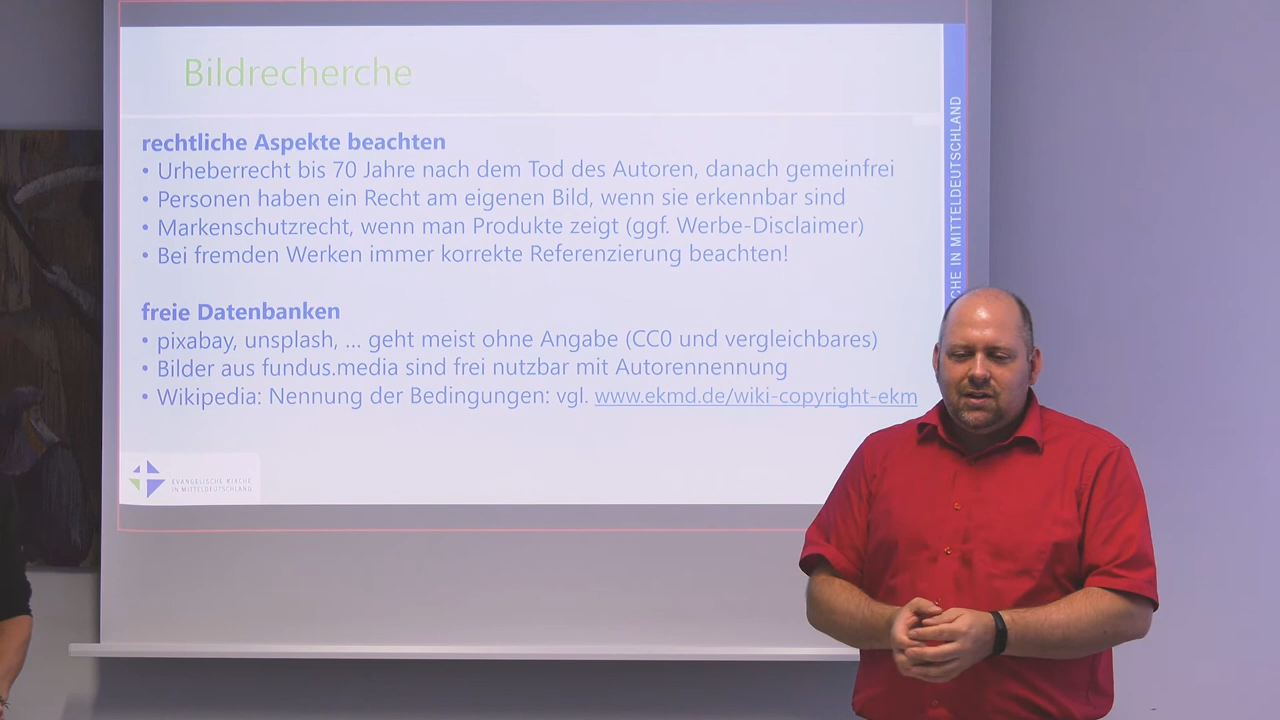 Bildrecherche
rechtliche Aspekte beachten
• Urheberrecht bis 70 Jahre nach dem Tod des Autoren, danach gemeinfrei
• Personen haben ein Recht am eigenen Bild, wenn sie erkennbar sind
• Markenschutzrecht, wenn man Produkte zeigt (ggf. Werbe-Disclaimer)
• Bei fremden Werken immer korrekte Referenzierung beachten!
freie Datenbanken
• pixabay, unsplash, ... geht meist ohne Angabe (CC0 und vergleichbares)
• Bilder aus fundus.media sind frei nutzbar mit Autorennennung
• Wikipedia: Nennung der Bedingungen: vgl. www.ekmd.de/wiki-copyright-ekm
EVANGELISCHE KIRCHE
IN MITTELDEUTSCHLAND
CHE IN MITTELDEUTSCHLAND